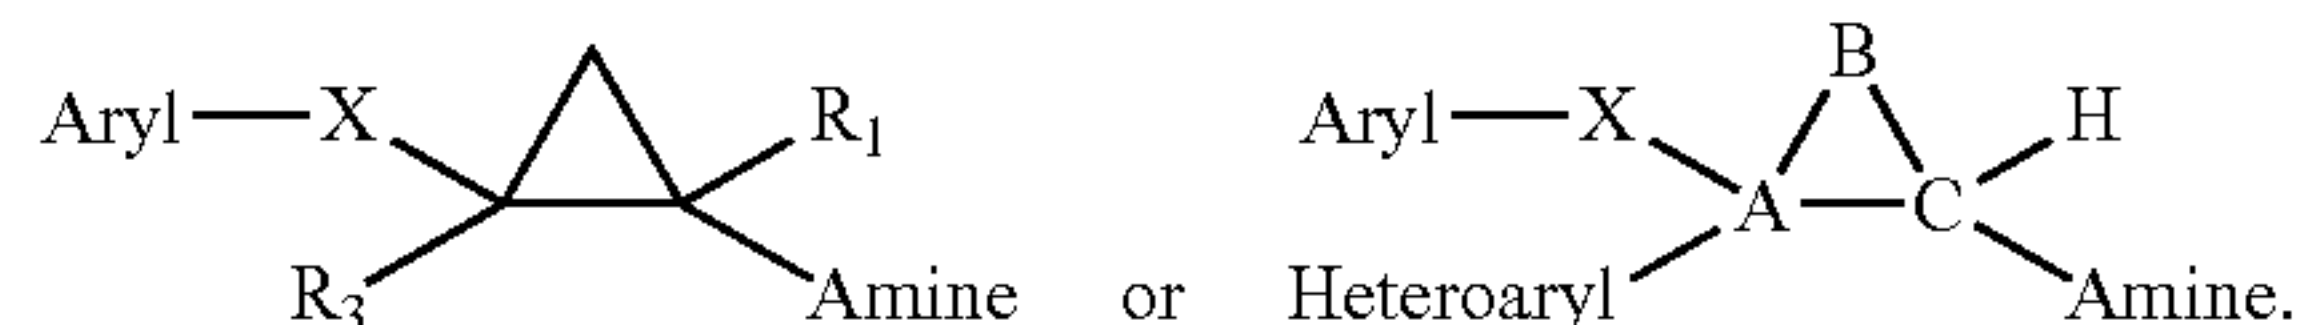 B
Aryl X R1 Aryl X H
A C
R3 Amine or Heteroaryl Amine.